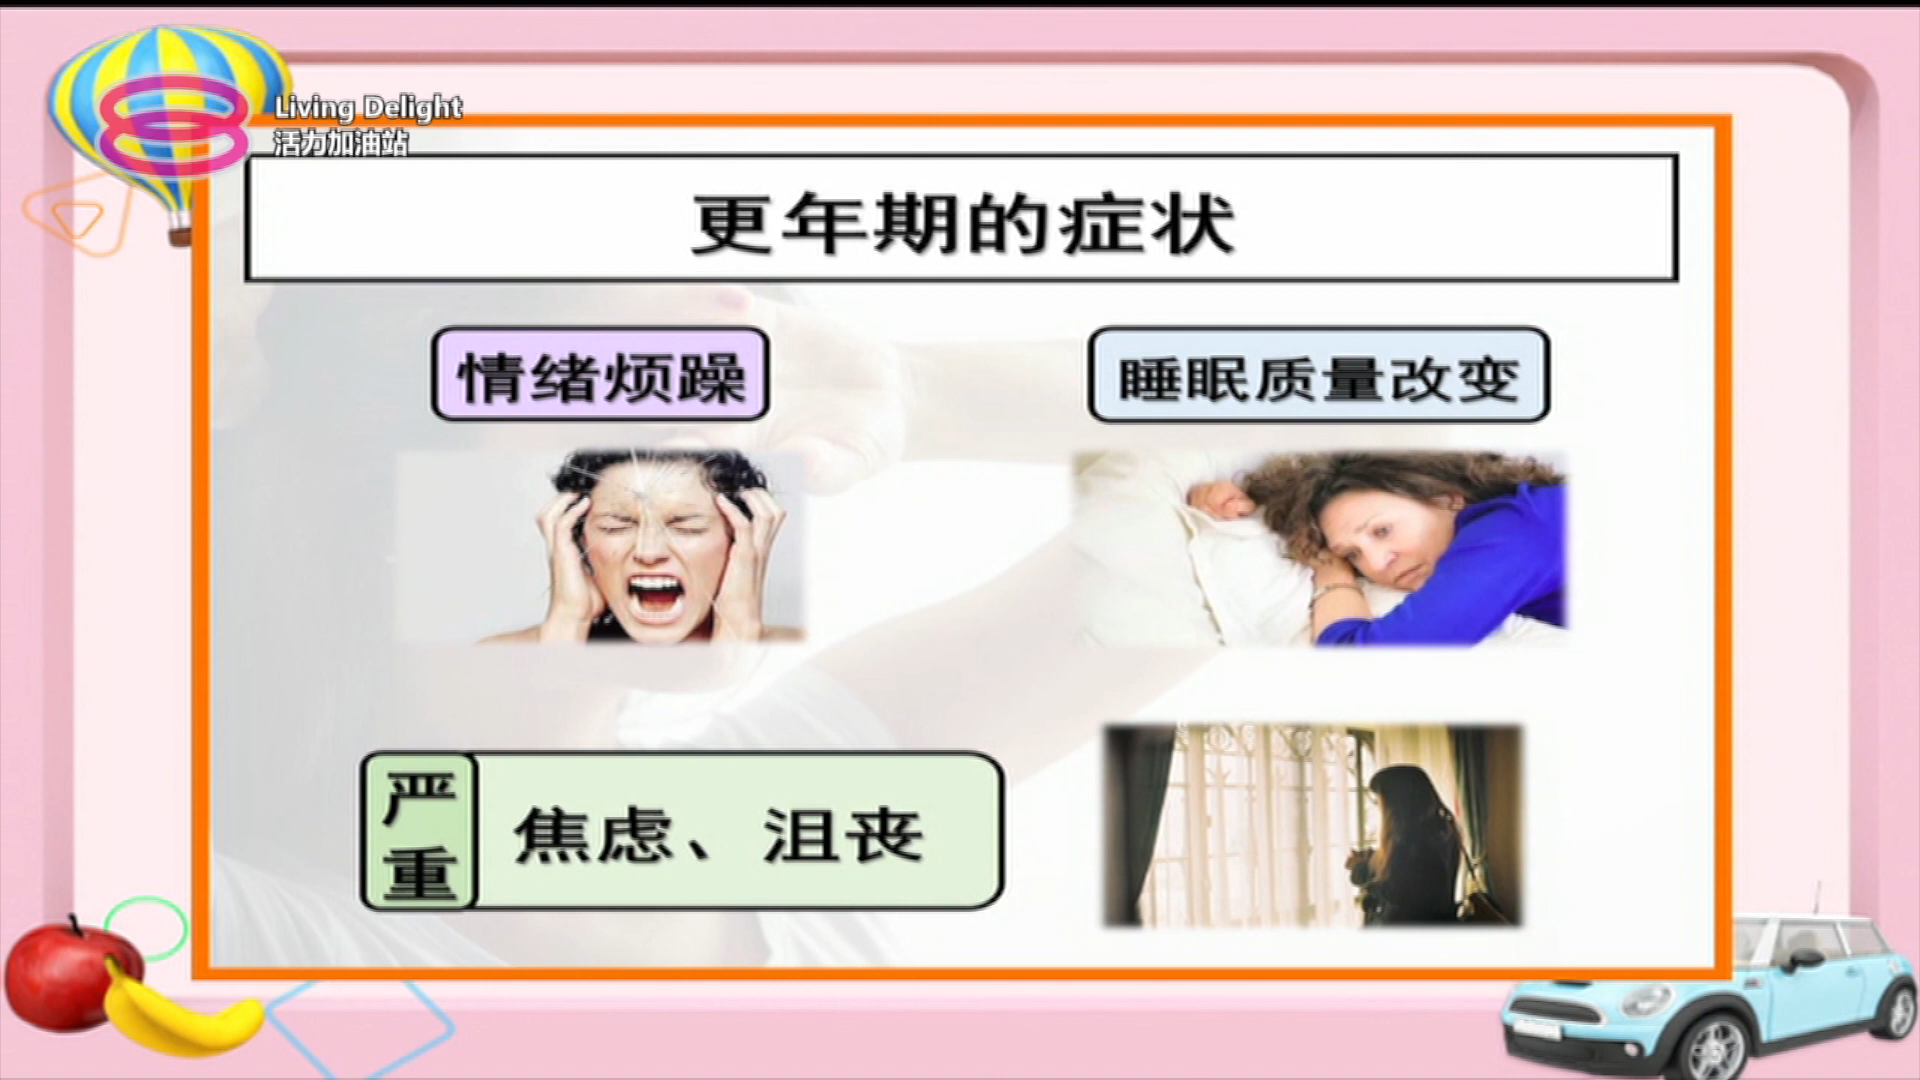 Living Delight
活力加油站
更年期的症状
情绪烦躁
睡眠质量改变
严重
焦虑、沮丧